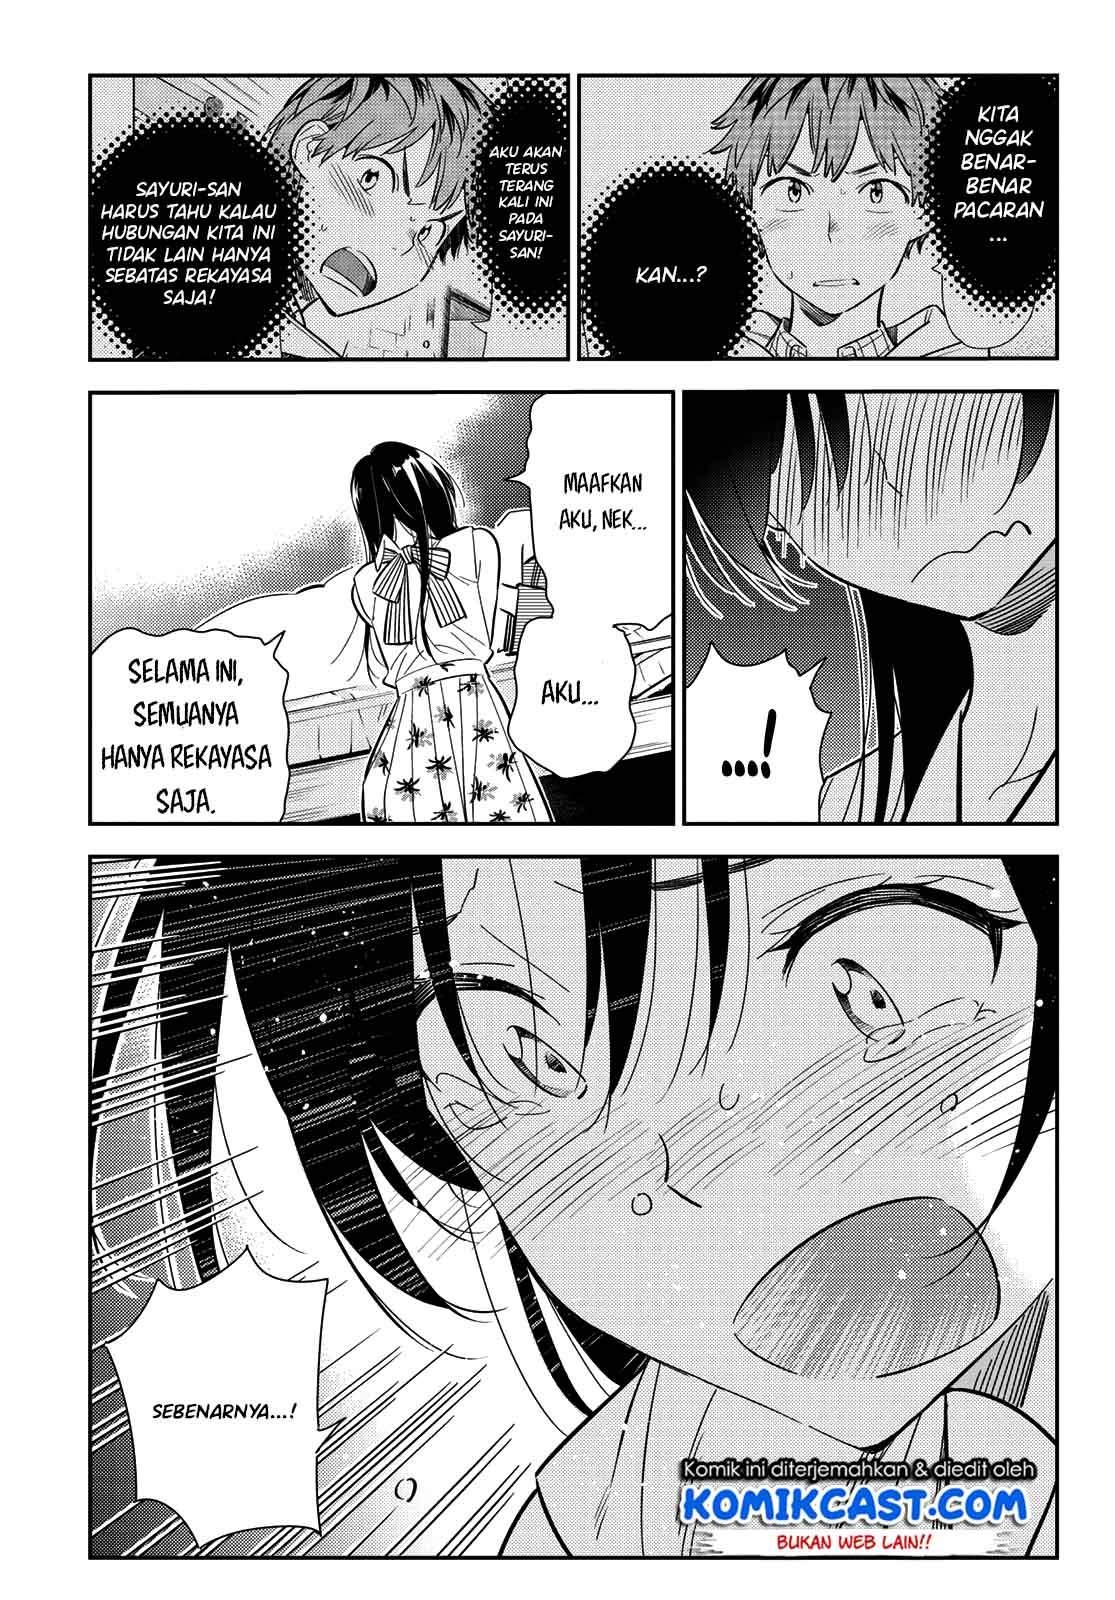 KITA
NGGAK
BENAR-
BENAR
PACARAN
...
KAN...?
AKU AKAN
TERUS
TERANG
KALI INI
PADA
SAYURI-
SAN!
SAYURI-SAN
HARUS TAHU KALAU
HUBUNGAN KITA INI
TIDAK LAIN HANYA
SEBATAS REKAYASA
SAJA!
....!
MAAFKAN
AKU, NEK...
AKU...
SELAMA INI,
SEMUANYA
HANYA REKAYASA
SAJA.
SEBENARNYA...!
Komik ini diterjemahkan & diedit oleh
KOMIKCAST.COM
BUKAN WEB LAIN!!